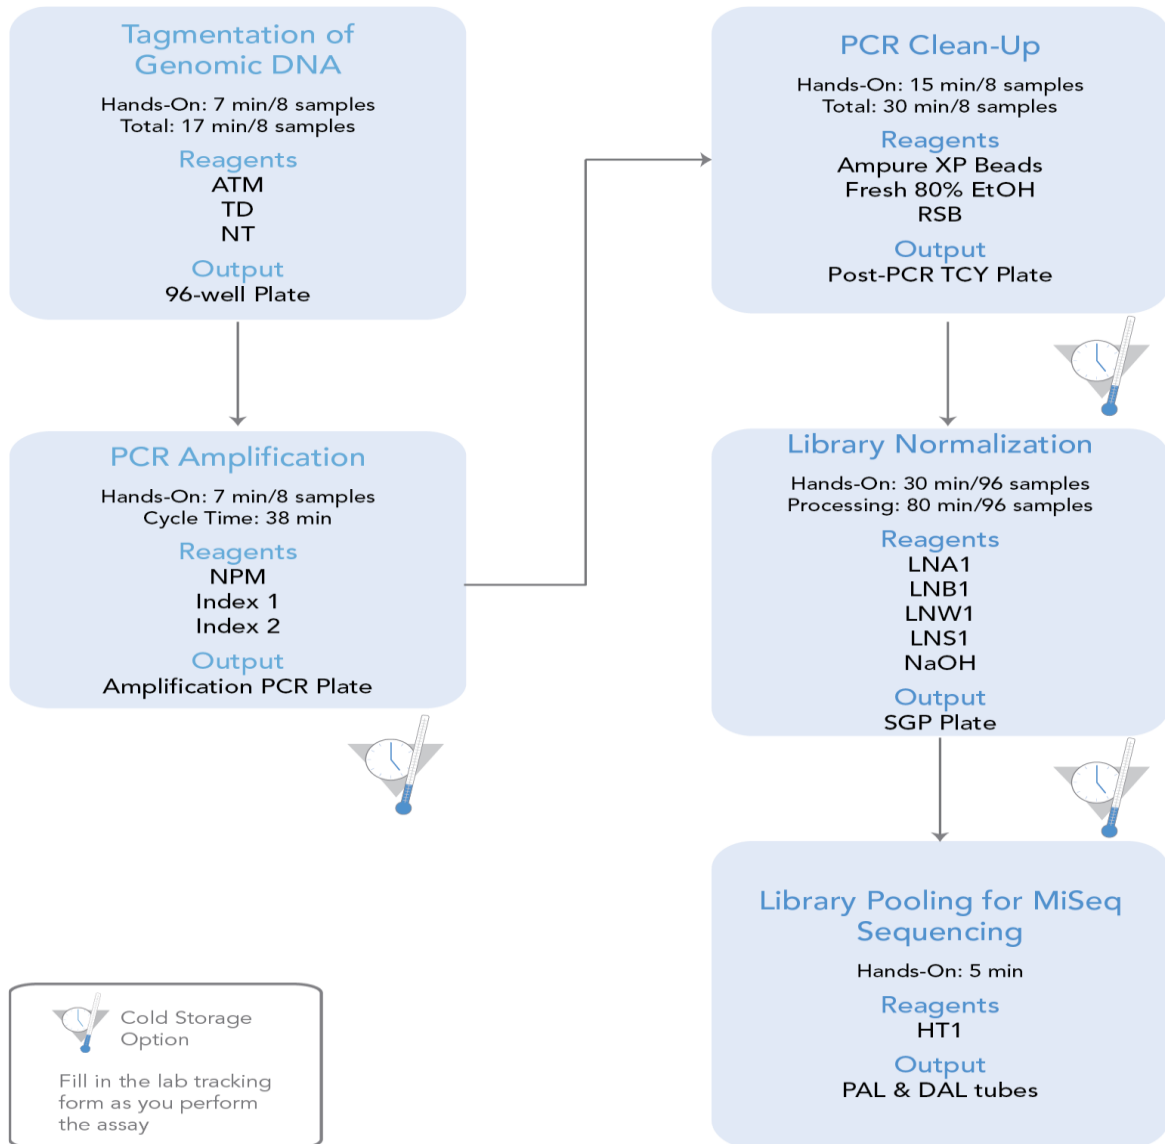 Tagmentation of
Genomic DNA
Hands-On: 7 min/8 samples
Total: 17 min/8 samples
Reagents
ATM
TD
NT
Output
96-well Plate
PCR Amplification
Hands-On: 7 min/8 samples
Cycle Time: 38 min
Reagents
NPM
Index 1
Index 2
Output
Amplification PCR Plate
PCR Clean-Up
Hands-On: 15 min/8 samples
Total: 30 min/8 samples
Reagents
Ampure XP Beads
Fresh 80% EtOH
RSB
Output
Post-PCR TCY Plate
Library Normalization
Hands-On: 30 min/96 samples
Processing: 80 min/96 samples
Reagents
LNA1
LNB1
LNW1
LNS1
NaOH
Output
SGP Plate
Library Pooling for MiSeq
Sequencing
Hands-On: 5 min
Reagents
HT1
Output
PAL & DAL tubes
Cold Storage
Option
Fill in the lab tracking
form as you perform
the assay